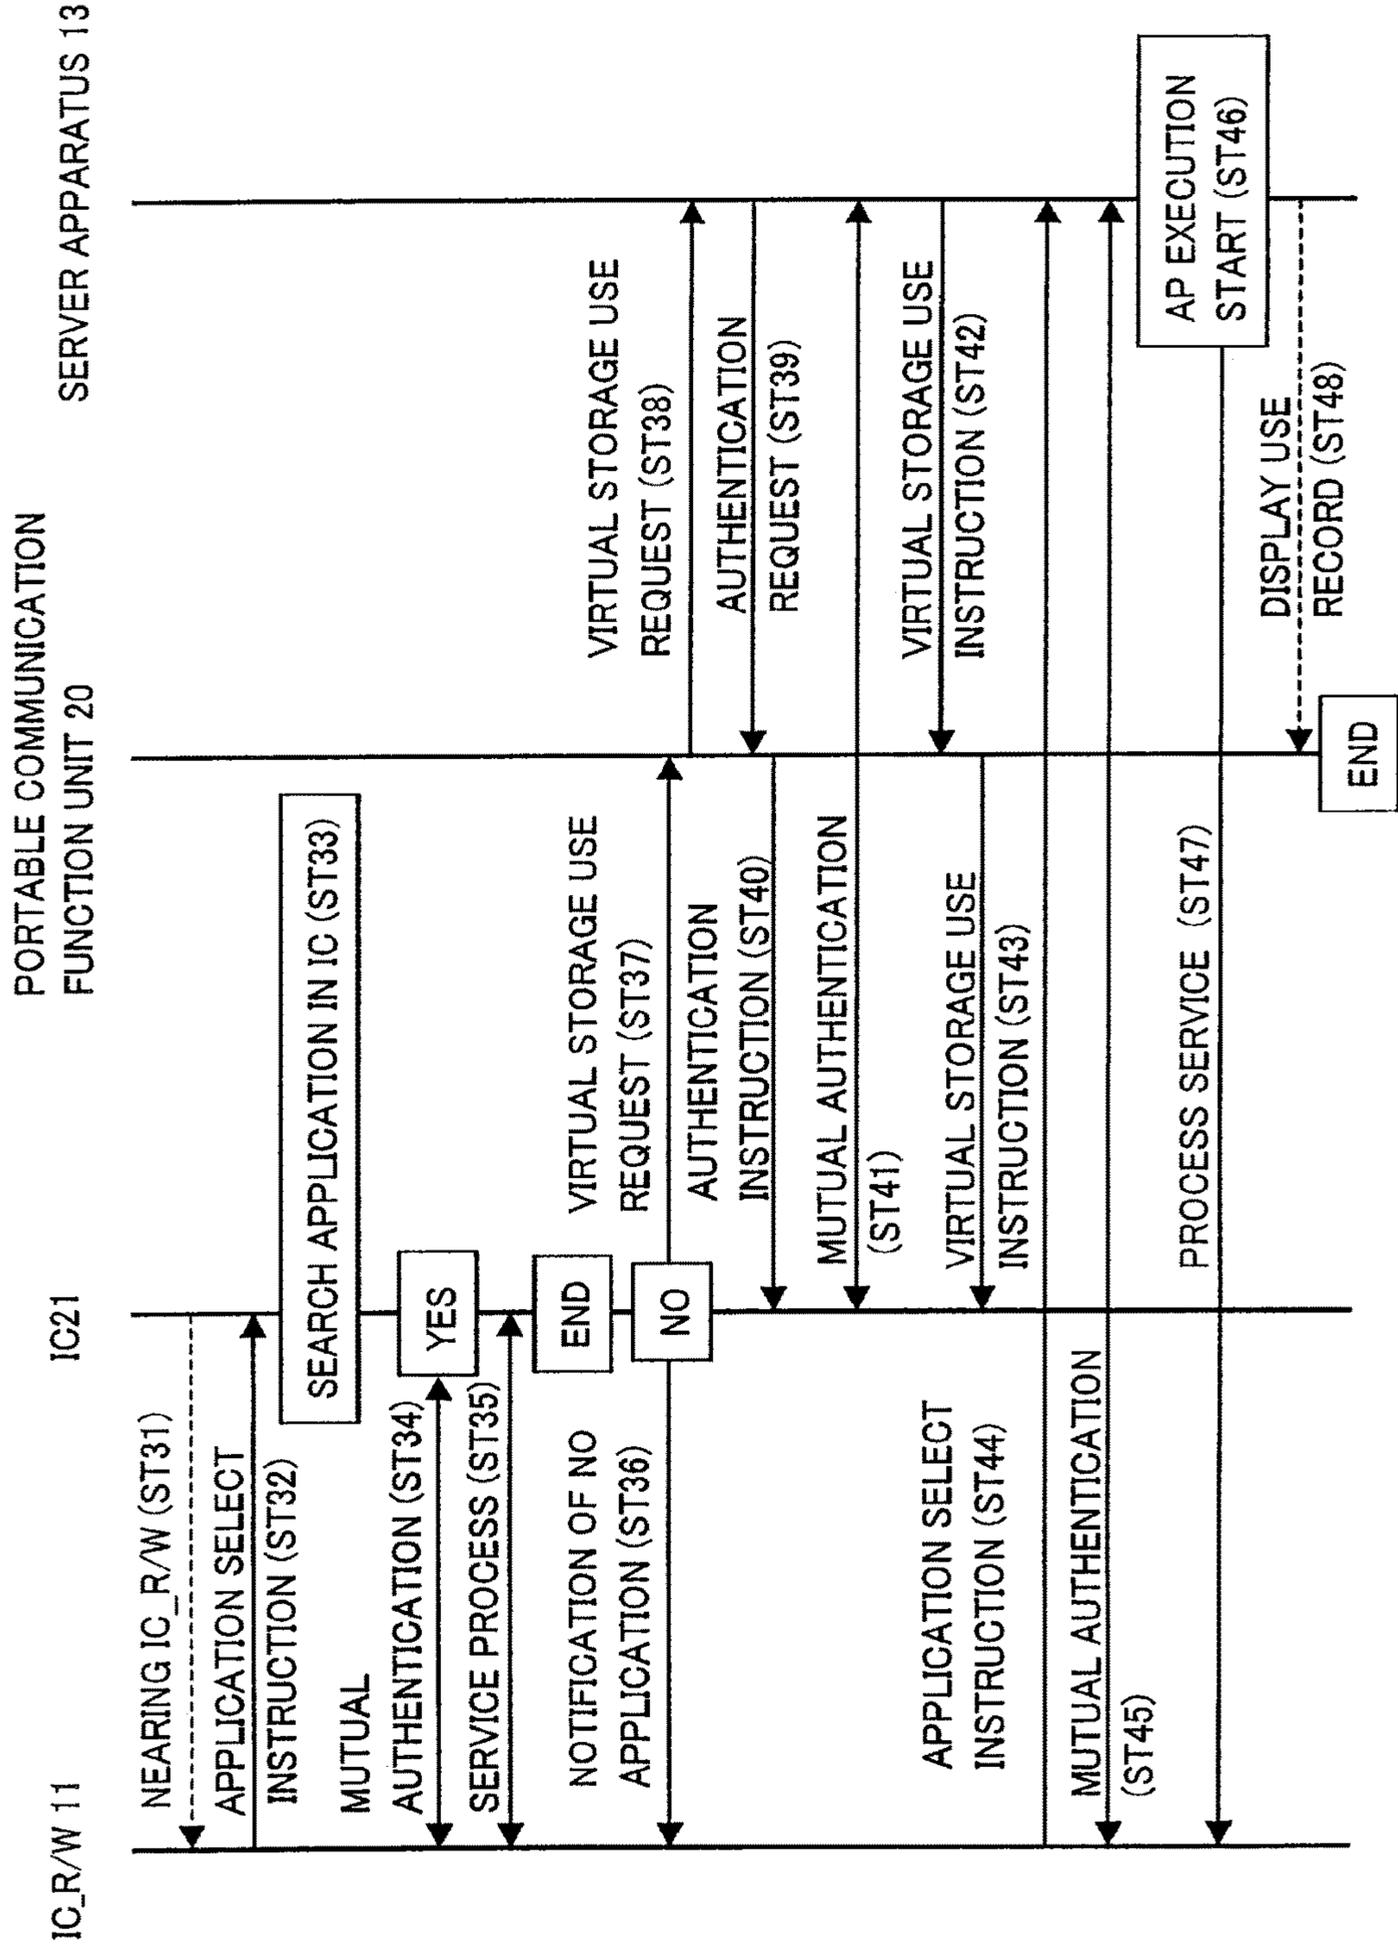 IC_R/W 11
IC21
PORTABLE COMMUNICATION
FUNCTION UNIT 20
SERVER APPARATUS 13
NEARING IC_R/W (ST31)
APPLICATION SELECT
INSTRUCTION (ST32)
SEARCH APPLICATION IN IC (ST33)
MUTUAL
AUTHENTICATION (ST34)
YES
SERVICE PROCESS (ST35)
END
NOTIFICATION OF NO
APPLICATION (ST36)
NO
VIRTUAL STORAGE USE
REQUEST (ST37)
VIRTUAL STORAGE USE
REQUEST (ST38)
AUTHENTICATION
REQUEST (ST39)
AUTHENTICATION
INSTRUCTION (ST40)
MUTUAL AUTHENTICATION
(ST41)
VIRTUAL STORAGE USE
INSTRUCTION (ST42)
VIRTUAL STORAGE USE
INSTRUCTION (ST43)
APPLICATION SELECT
INSTRUCTION (ST44)
MUTUAL AUTHENTICATION
(ST45)
AP EXECUTION
START (ST46)
PROCESS SERVICE (ST47)
DISPLAY USE
RECORD (ST48)
END